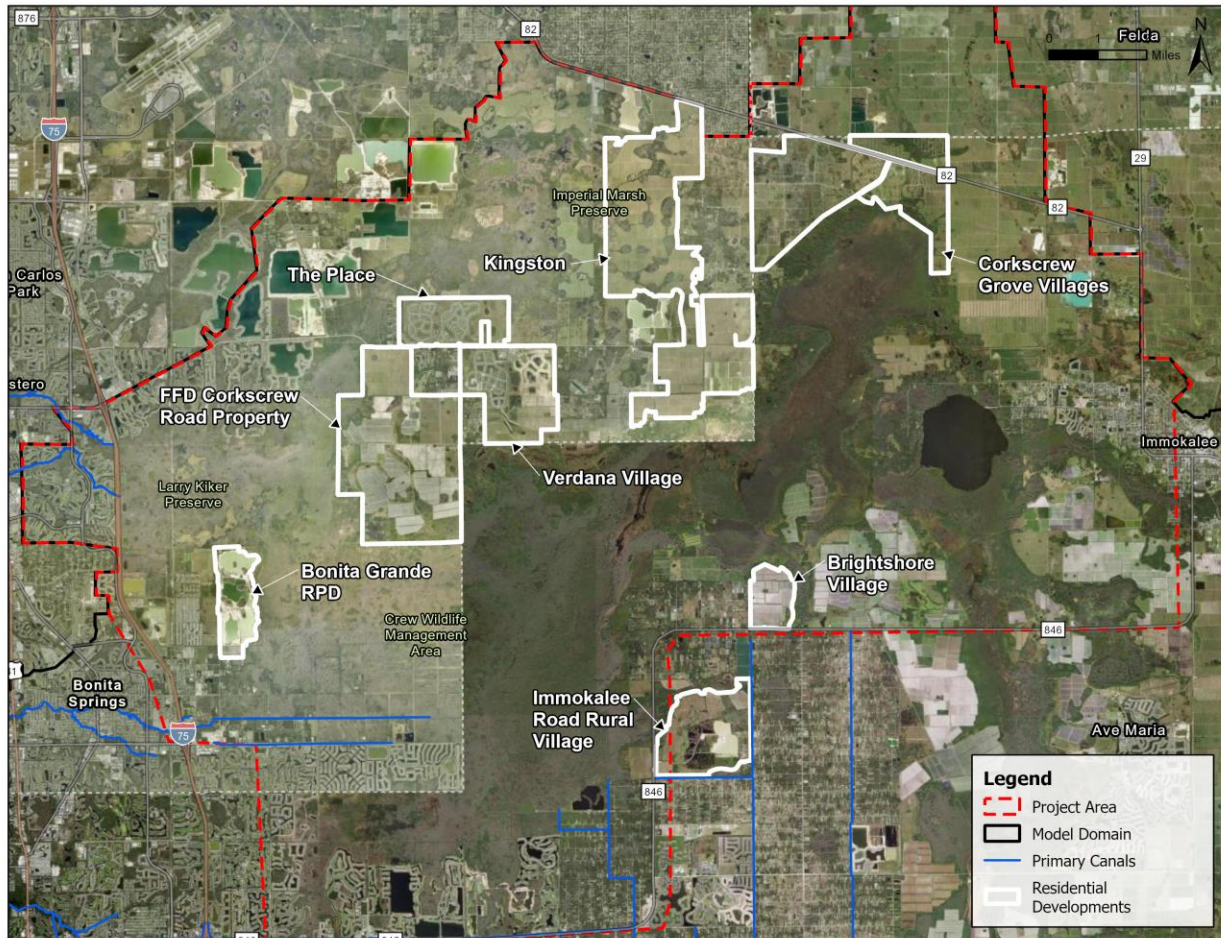 876
82
N
0 1
Felda
Miles
75
29
82
82
Imperial Marsh
Preserve
Carlos
Park
The Place
Kingston
Corkscrew
Grove Villages
stero
FFD Corkscrew
Road Property
Immokalee
Verdana Village
Larry Kiker
Preserve
Bonita Grande
RPD
Brightshore
Village
Crew Wildlife
Management
Area
846
Bonita
Springs
Immokalee
Road Rural
Village
75
Ave Maria
846
Legend
Project Area
Model Domain
Primary Canals
Residential
Developments